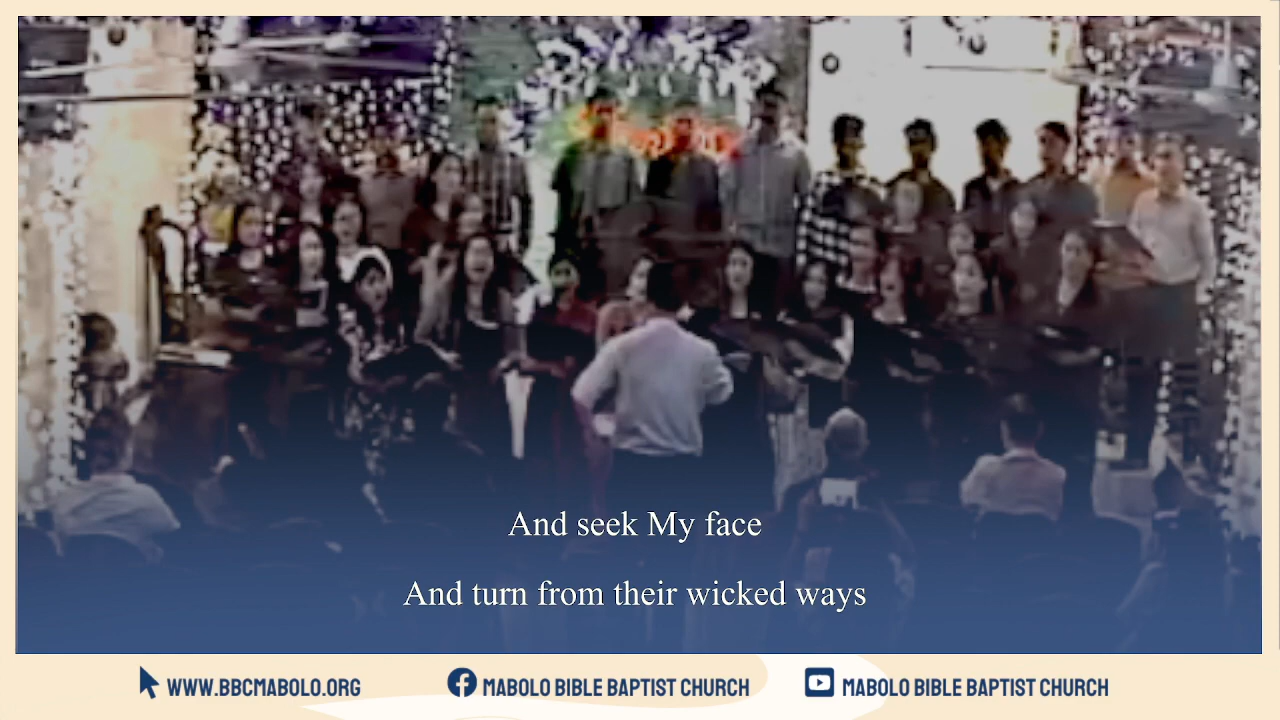 And seek My face
And turn from their wicked ways
WWW.BBCMABOLO.ORG
MABOLO BIBLE BAPTIST CHURCH
MABOLO BIBLE BAPTIST CHURCH